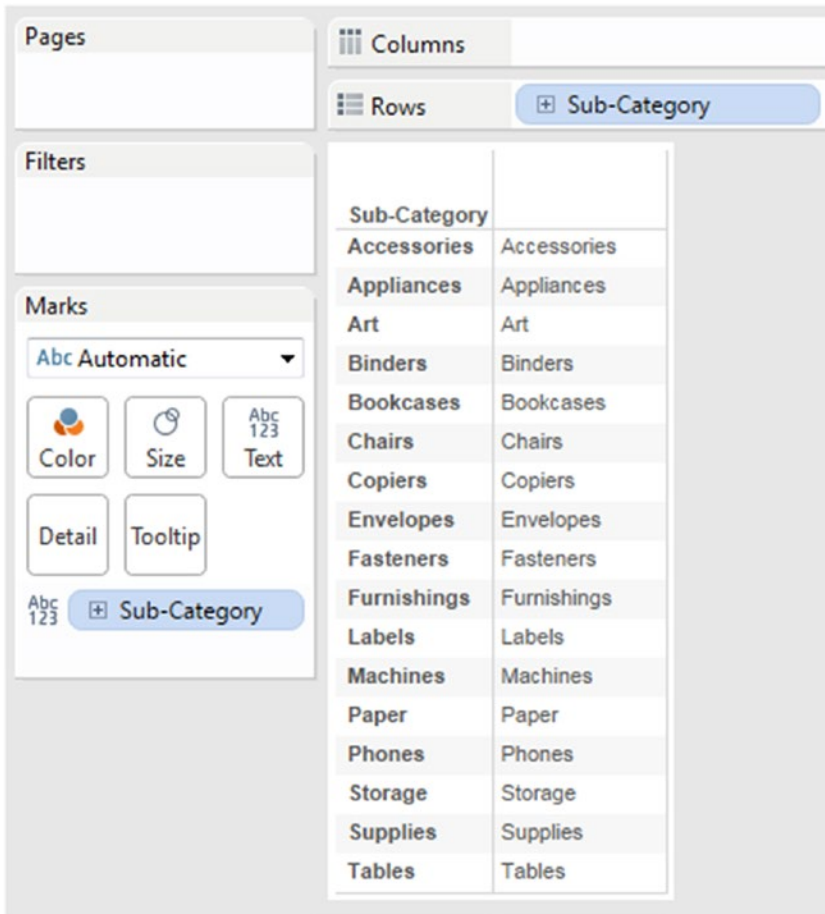 Pages
Columns
Rows
Sub-Category
Filters
Marks
Abc Automatic
Color
Size
Abc
123
Text
Detail
Tooltip
Abc
123
Sub-Category
Sub-Category
Accessories Accessories
Appliances Appliances
Art Art
Binders Binders
Bookcases Bookcases
Chairs Chairs
Copiers Copiers
Envelopes Envelopes
Fasteners Fasteners
Furnishings Furnishings
Labels Labels
Machines Machines
Paper Paper
Phones Phones
Storage Storage
Supplies Supplies
Tables Tables